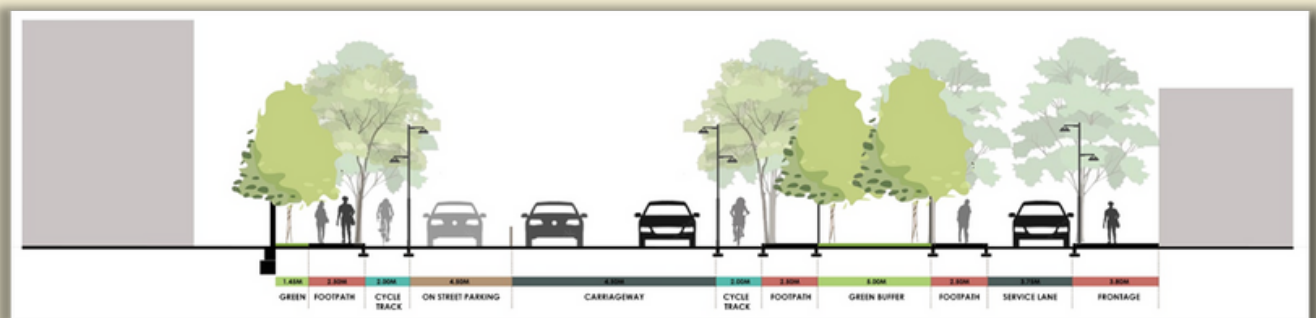 1.45M 2.50M 2.00M 4.50M 2.00M 2.50M 5.00M 2.50M 3.75M 3.80M
GREEN FOOTPATH CYCLE TRACK ON STREET PARKING CARRIAGEWAY CYCLE TRACK FOOTPATH GREEN BUFFER FOOTPATH SERVICE LANE FRONTAGE